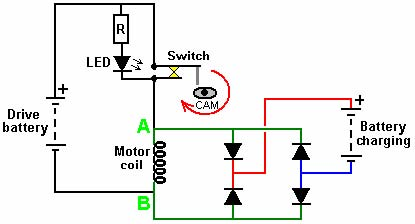 R
LED
Switch
CAM
+
Drive
battery
A
Motor
coil
B
+
Battery
charging